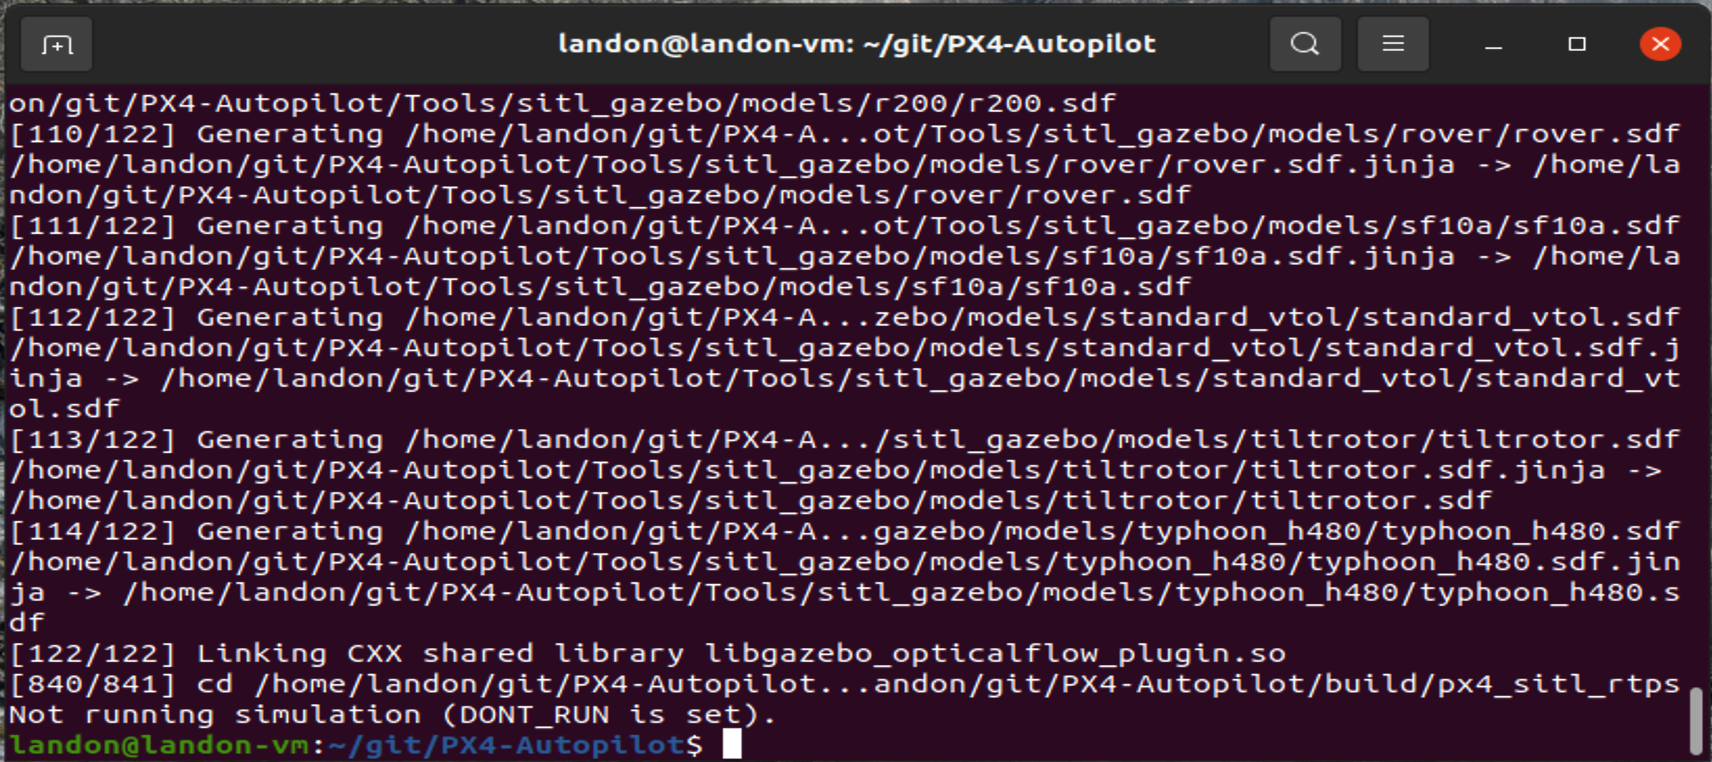 landon@landon-vm: ~/git/PX4-Autopilot
on/git/PX4-Autopilot/Tools/sitl_gazebo/models/r200/r200.sdf
[110/122] Generating /home/landon/git/PX4-A...ot/Tools/sitl_gazebo/models/rover/rover.sdf
/home/landon/git/PX4-Autopilot/Tools/sitl_gazebo/models/rover/rover.sdf.jinja -> /home/la
ndon/git/PX4-Autopilot/Tools/sitl_gazebo/models/rover/rover.sdf
[111/122] Generating /home/landon/git/PX4-A...ot/Tools/sitl_gazebo/models/sf10a/sf10a.sdf
/home/landon/git/PX4-Autopilot/Tools/sitl_gazebo/models/sf10a/sf10a.sdf.jinja -> /home/la
ndon/git/PX4-Autopilot/Tools/sitl_gazebo/models/sf10a/sf10a.sdf
[112/122] Generating /home/landon/git/PX4-A...zebo/models/standard_vtol/standard_vtol.sdf
/home/landon/git/PX4-Autopilot/Tools/sitl_gazebo/models/standard_vtol/standard_vtol.sdf.j
inja -> /home/landon/git/PX4-Autopilot/Tools/sitl_gazebo/models/standard_vtol/standard_vt
ol.sdf
[113/122] Generating /home/landon/git/PX4-A.../sitl_gazebo/models/tiltrotor/tiltrotor.sdf
/home/landon/git/PX4-Autopilot/Tools/sitl_gazebo/models/tiltrotor/tiltrotor.sdf.jinja ->
/home/landon/git/PX4-Autopilot/Tools/sitl_gazebo/models/tiltrotor/tiltrotor.sdf
[114/122] Generating /home/landon/git/PX4-A...gazebo/models/typhoon_h480/typhoon_h480.sdf
/home/landon/git/PX4-Autopilot/Tools/sitl_gazebo/models/typhoon_h480/typhoon_h480.sdf.jin
ja -> /home/landon/git/PX4-Autopilot/Tools/sitl_gazebo/models/typhoon_h480/typhoon_h480.s
df
[122/122] Linking CXX shared library libgazebo_opticalflow_plugin.so
[840/841] cd /home/landon/git/PX4-Autopilot...andon/git/PX4-Autopilot/build/px4_sitl_rtps
Not running simulation (DONT_RUN is set).
landon@landon-vm:~/git/PX4-Autopilot$